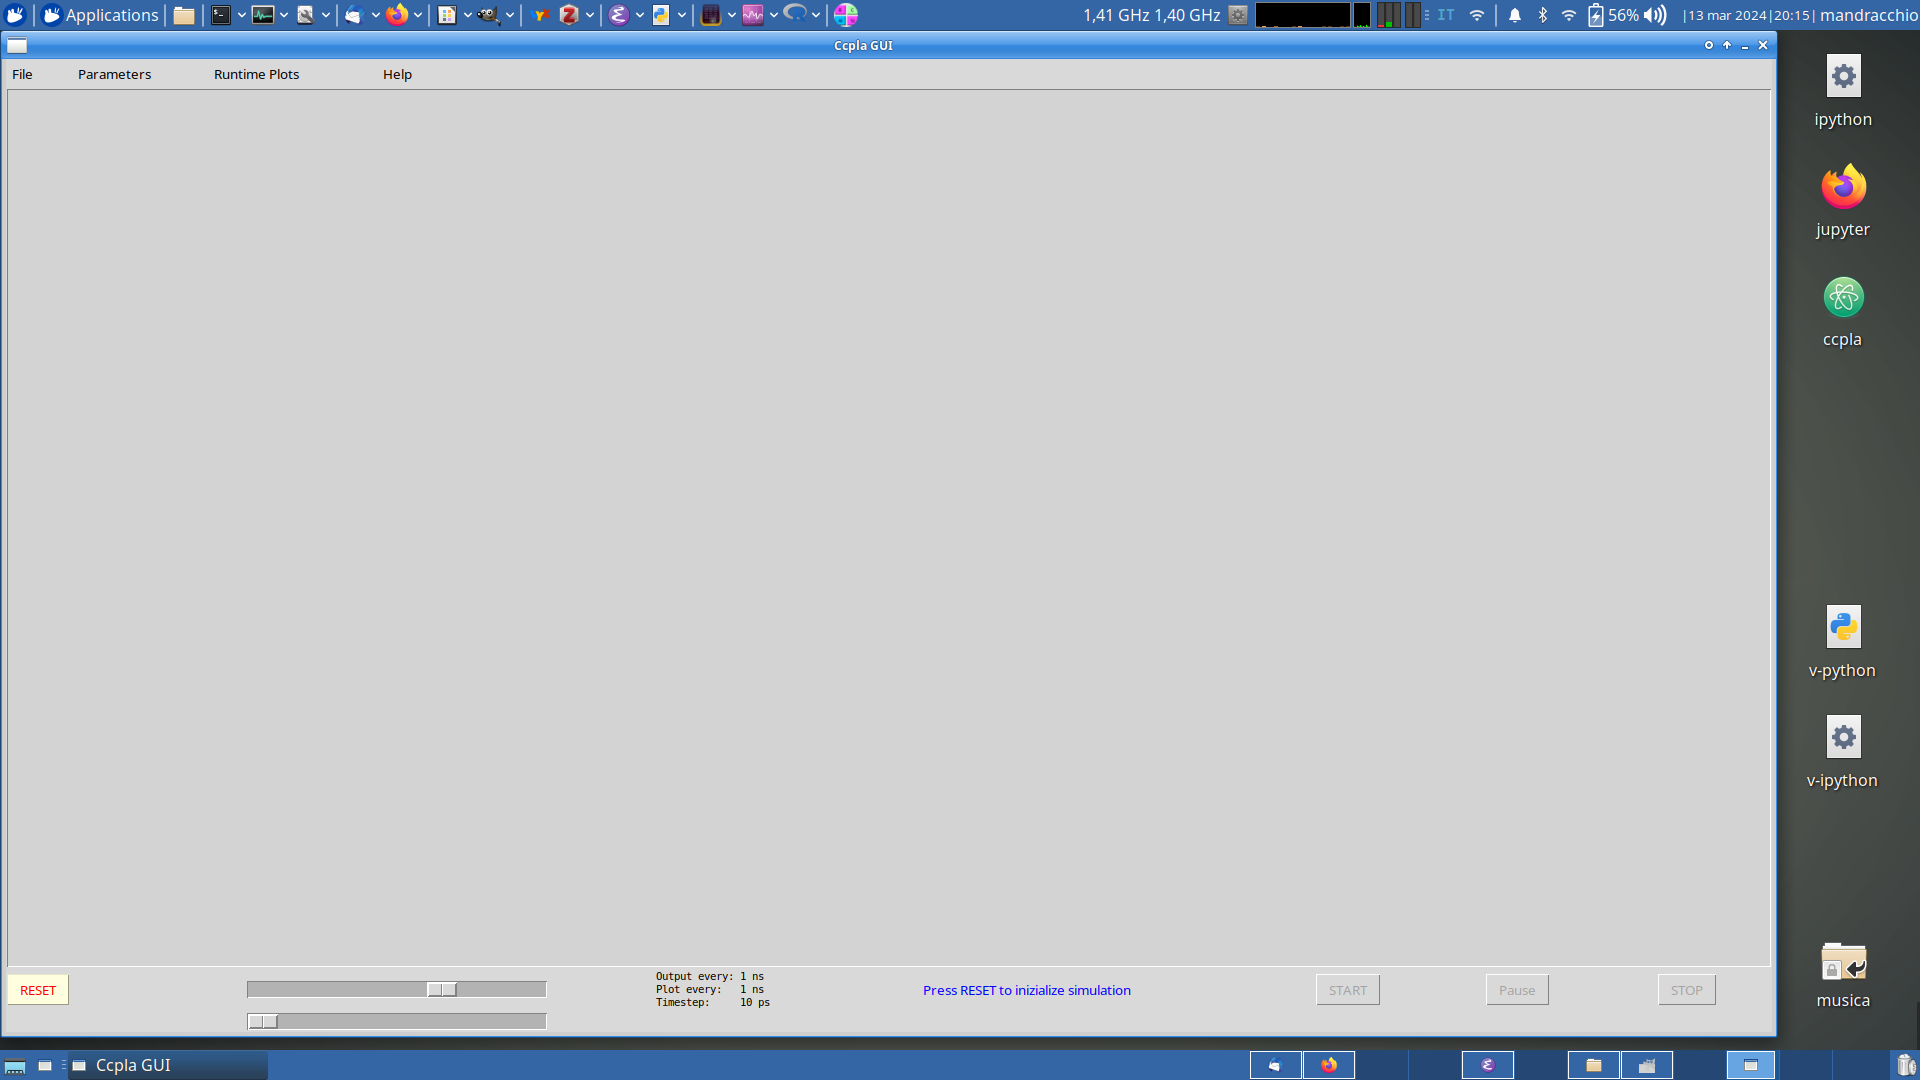 Applications
1,41 GHz 1,40 GHz
IT
56%
|13 mar 2024|20:15|
mandracchio
Ccpla GUI
File
Parameters
Runtime Plots
Help
ipython
jupyter
ccpla
v-python
v-ipython
musica
RESET
Output every: 1 ns
Plot every: 1 ns
Timestep: 10 ps
Press RESET to inizialize simulation
START
Pause
STOP
Ccpla GUI